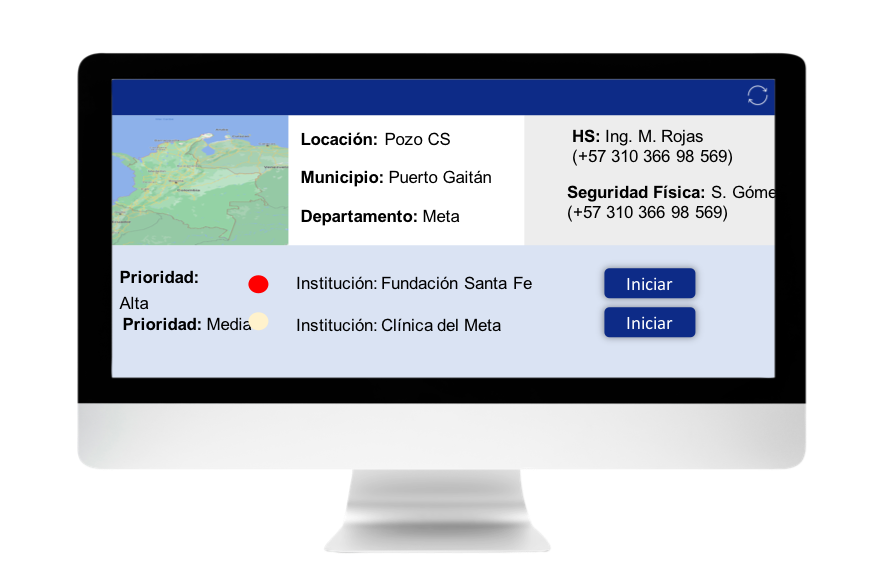 Locación: Pozo CS
Municipio: Puerto Gaitán
Departamento: Meta
HS: Ing. M. Rojas
(+57 310 366 98 569)
Seguridad Física: S. Góme
(+57 310 366 98 569)
Prioridad:
Alta
Institución: Fundación Santa Fe
Iniciar
Prioridad: Media
Institución: Clínica del Meta
Iniciar